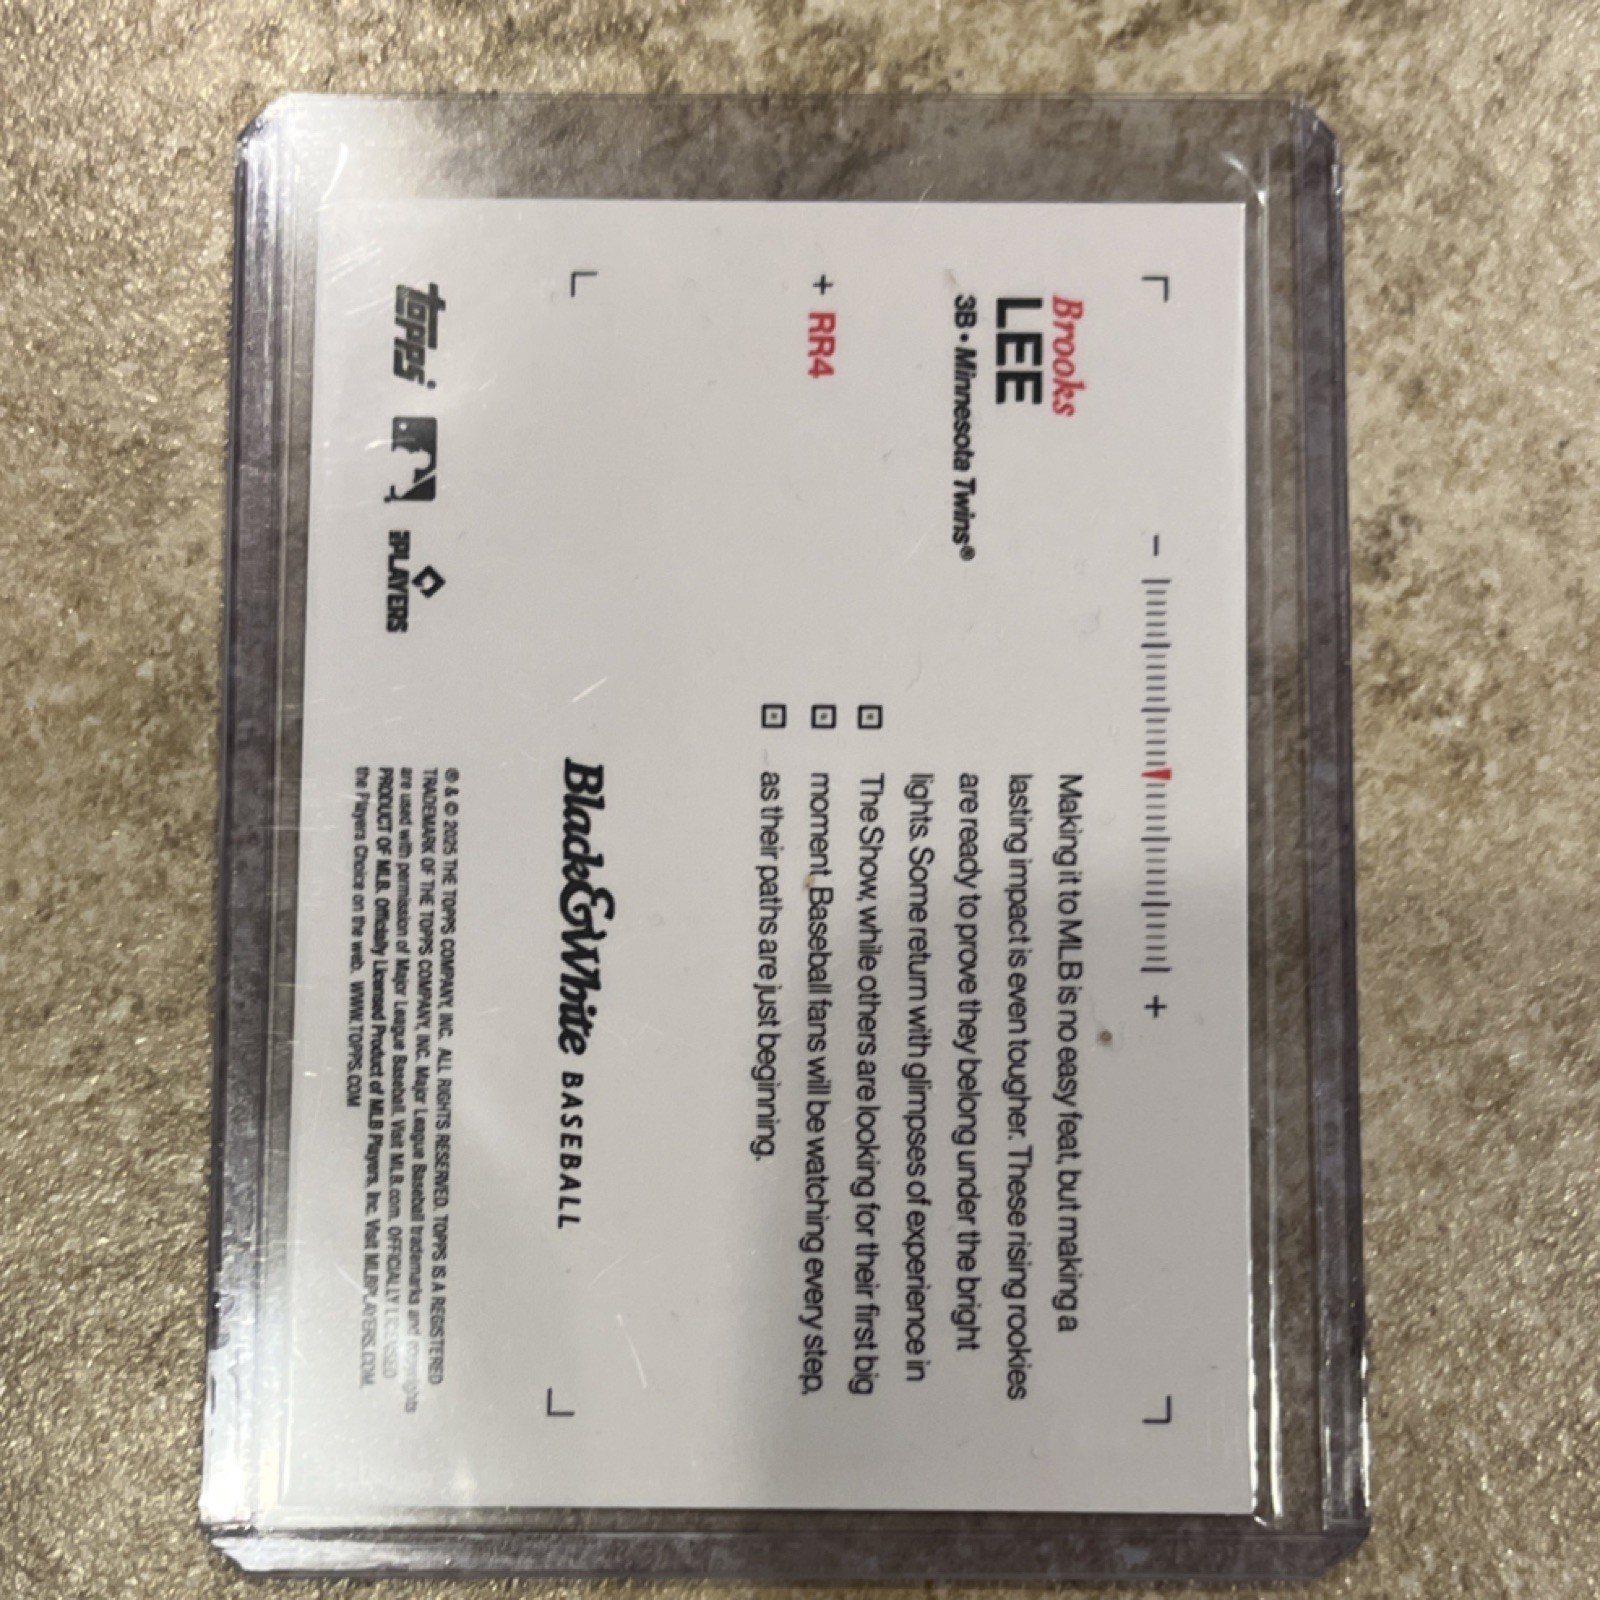 - +
Brooks
LEE
3B • Minnesota Twins®
+ RR4
Making it to MLB is no easy feat, but making a
lasting impact is even tougher. These rising rookies
are ready to prove they belong under the bright
lights. Some return with glimpses of experience in
The Show, while others are looking for their first big
moment. Baseball fans will be watching every step,
as their paths are just beginning.
Black&White BASEBALL
topps
MLB PLAYERS
® & © 2025 THE TOPPS COMPANY, INC. ALL RIGHTS RESERVED. TOPPS IS A REGISTERED
TRADEMARK OF THE TOPPS COMPANY, INC. Major League Baseball trademarks and copyrights
are used with permission of Major League Baseball. Visit MLB.com. OFFICIALLY LICENSED
PRODUCT OF MLB. Officially Licensed Product of MLB Players, Inc. Visit MLBPLAYERS.COM,
the Players Choice on the web. WWW.TOPPS.COM